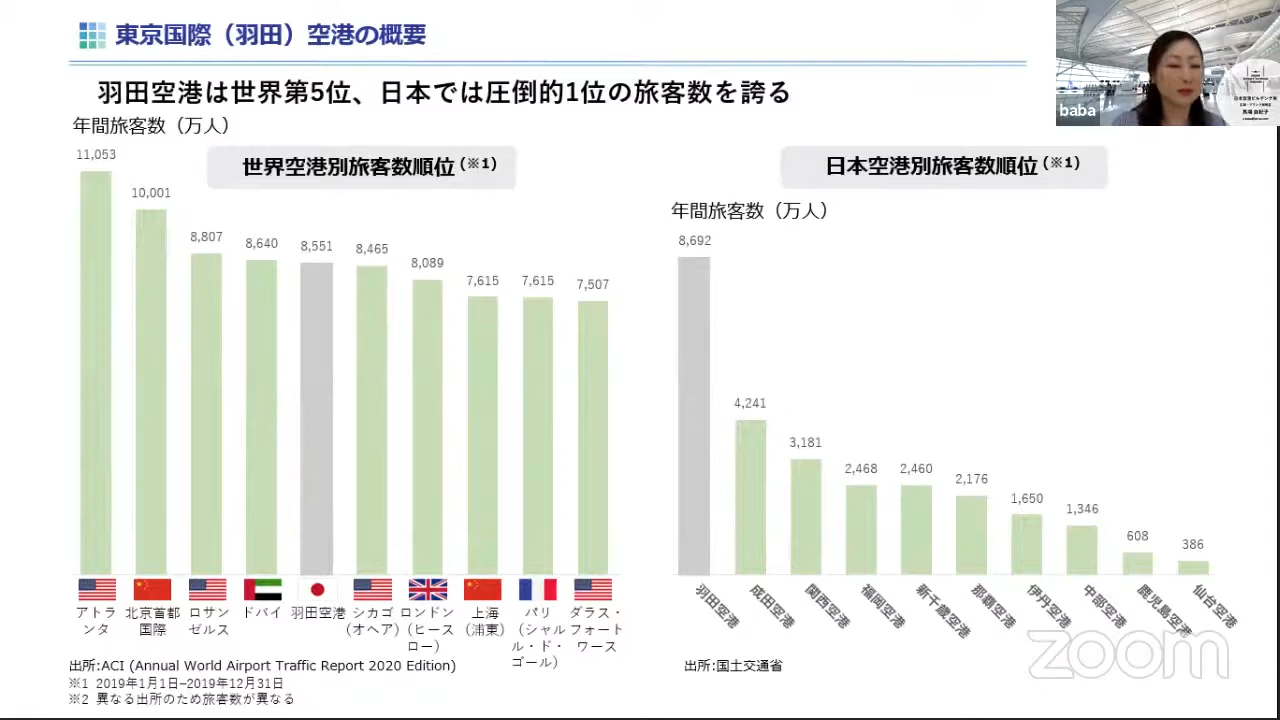 東京国際（羽田）空港の概要
羽田空港は世界第5位、日本では圧倒的1位の旅客数を誇る
年間旅客数（万人）
世界空港別旅客数順位（※1）
11,053
10,001
8,807
8,640
8,551
8,465
8,089
7,615
7,615
7,507
アトランタ
北京首都国際
ロサンゼルス
ドバイ
羽田空港
シカゴ（オヘア）
ロンドン（ヒースロー）
上海（浦東）
パリ（シャルル・ド・ゴール）
ダラス・フォートワース
出所:ACI (Annual World Airport Traffic Report 2020 Edition)
※1 2019年1月1日–2019年12月31日
※2 異なる出所のため旅客数が異なる
日本空港別旅客数順位（※1）
年間旅客数（万人）
8,692
4,241
3,181
2,468
2,460
2,176
1,650
1,346
608
386
羽田空港
成田空港
関西空港
福岡空港
新千歳空港
那覇空港
伊丹空港
中部空港
鹿児島空港
仙台空港
出所:国土交通省
baba
zoom